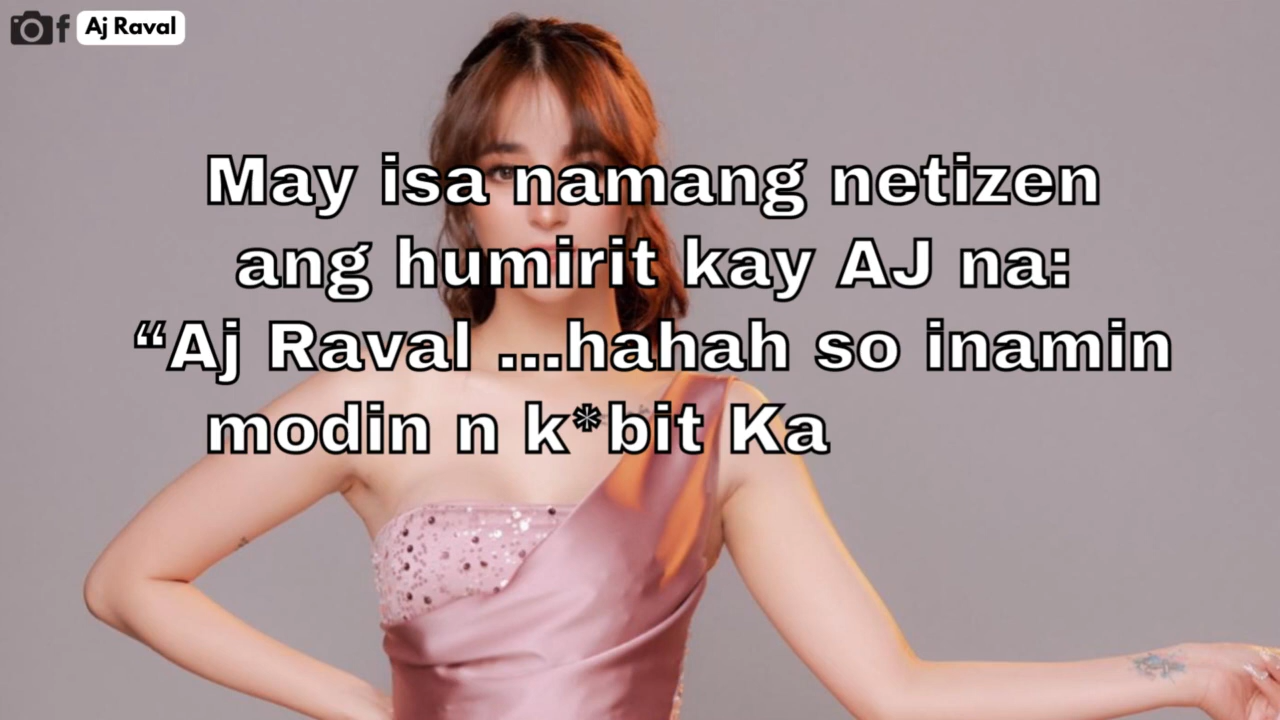 Aj Raval
May isa namang netizen
ang humirit kay AJ na:
“Aj Raval ...hahah so inamin
modin n k*bit Ka